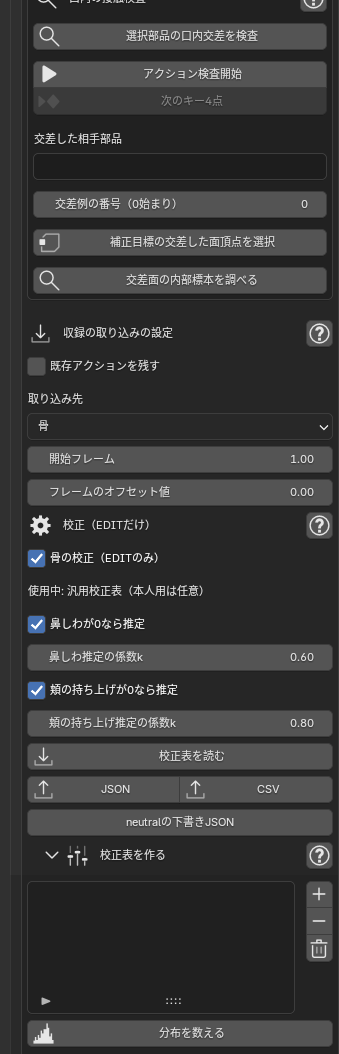 選択部品の口内交差を検査
アクション検査開始
次のキー4点
交差した相手部品
交差例の番号（0始まり） 0
補正目標の交差した面頂点を選択
交差面の内部標本を調べる
収録の取り込みの設定
既存アクションを残す
取り込み先
骨
開始フレーム 1.00
フレームのオフセット値 0.00
校正（EDITだけ）
骨の校正（EDITのみ）
使用中: 汎用校正表（本人用は任意）
鼻しわが0なら推定
鼻しわ推定の係数k 0.60
頬の持ち上げが0なら推定
頬の持ち上げ推定の係数k 0.80
校正表を読む
JSON CSV
neutralの下書きJSON
校正表を作る
分布を数える